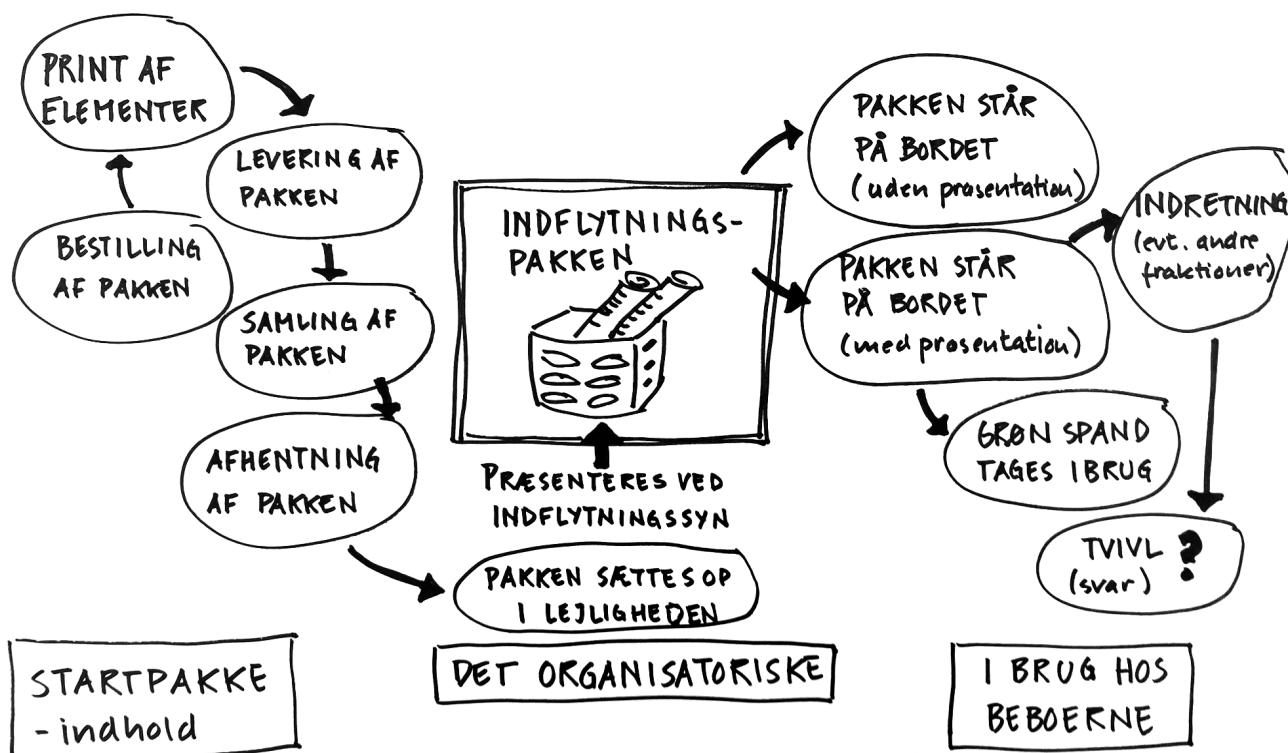 PRINT AF
ELEMENTER
LEVERING AF
PAKKEN
BESTILLING
AF PAKKEN
SAMLING AF
PAKKEN
AFHENTNING
AF PAKKEN
INDFLYTNINGS-
PAKKEN
PRÆSENTERES VED
INDFLYTNINGSSYN
PAKKEN SÆTTES OP
I LEJLIGHEDEN
PAKKEN STÅR
PÅ BORDET
(uden præsentation)
PAKKEN STÅR
PÅ BORDET
(med præsentation)
INDRETNING
(evt. andre
fraktioner)
GRØN SPAND
TAGES I BRUG
TVIVL ?
(svar)
STARTPAKKE
- indhold
DET ORGANISATORISKE
I BRUG HOS
BEBOERNE